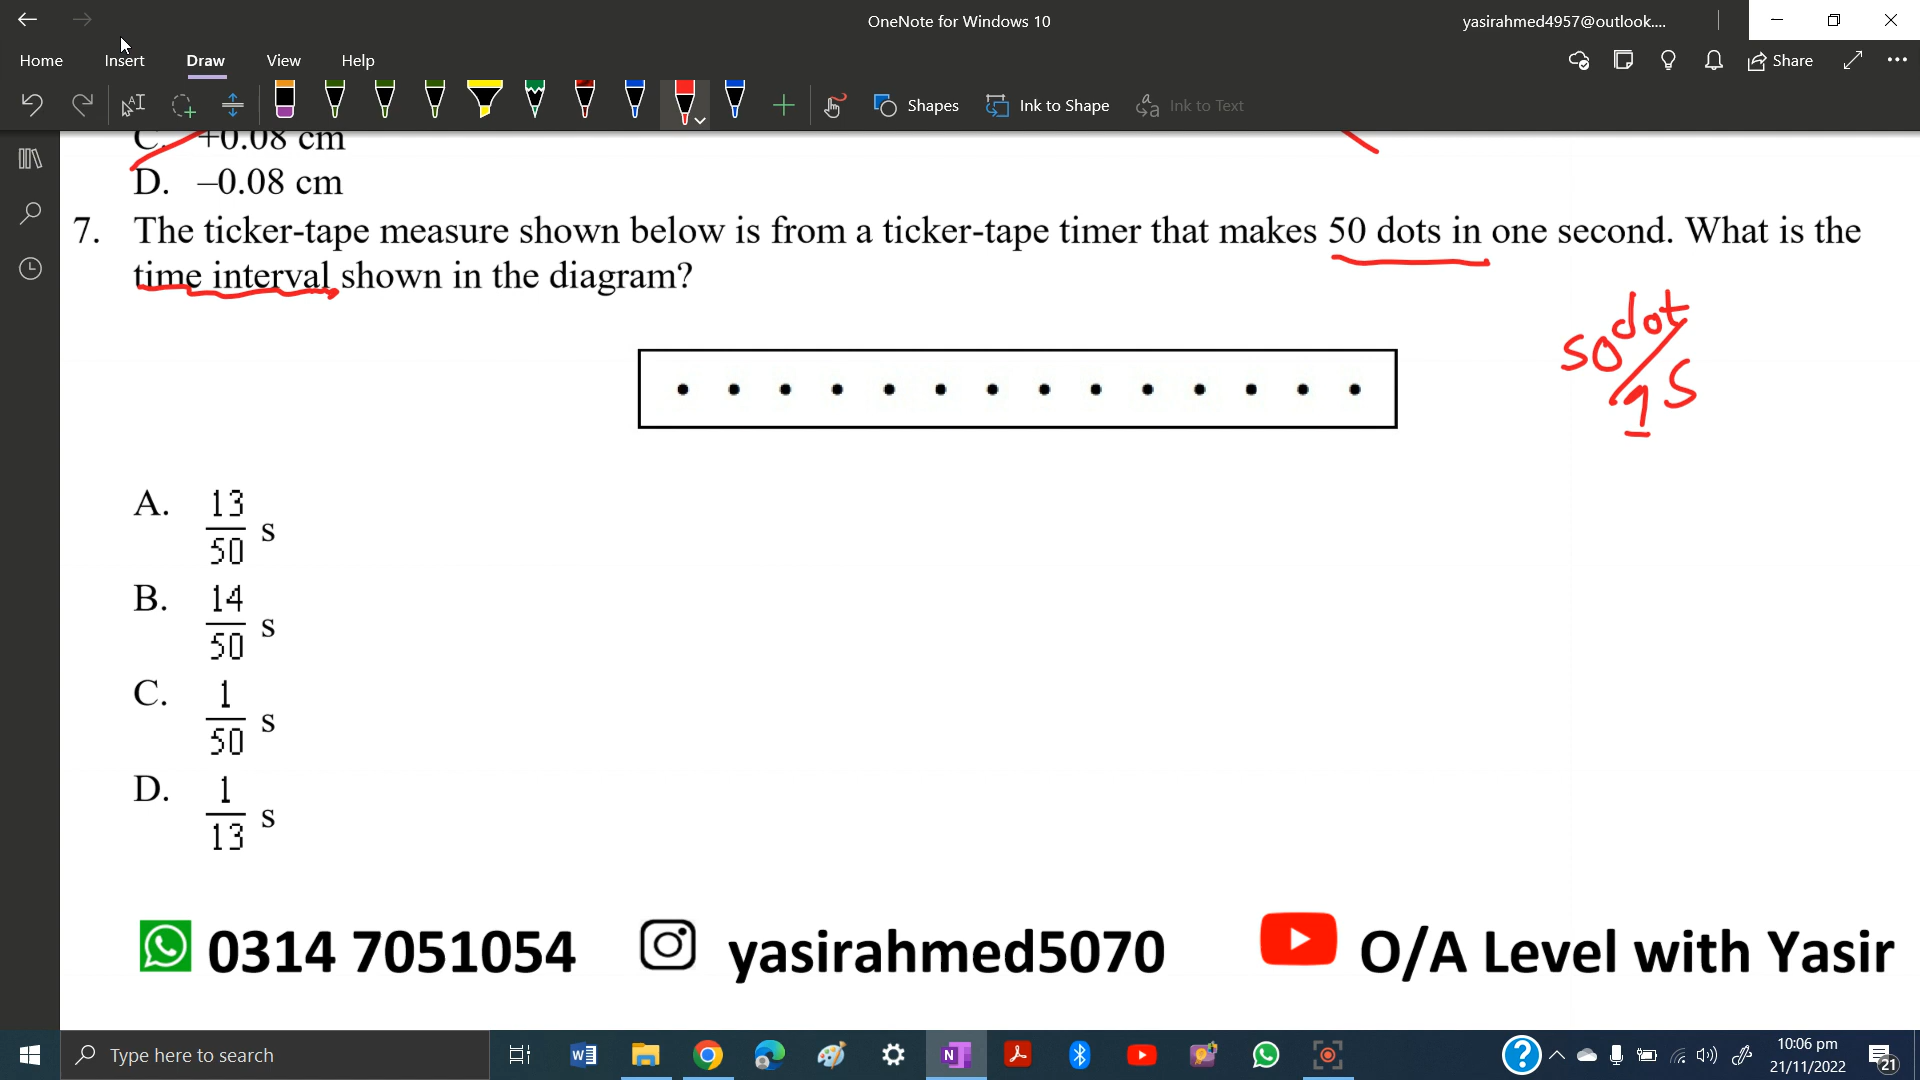 OneNote for Windows 10
yasirahmed4957@outlook....
Home Insert Draw View Help
Share
Shapes Ink to Shape Ink to Text
C. +0.08 cm
D. –0.08 cm
7. The ticker-tape measure shown below is from a ticker-tape timer that makes 50 dots in one second. What is the
time interval shown in the diagram?
50 dot/1 S
A. 13/50 s
B. 14/50 s
C. 1/50 s
D. 1/13 s
0314 7051054 yasirahmed5070 O/A Level with Yasir
Type here to search
10:06 pm
21/11/2022
21